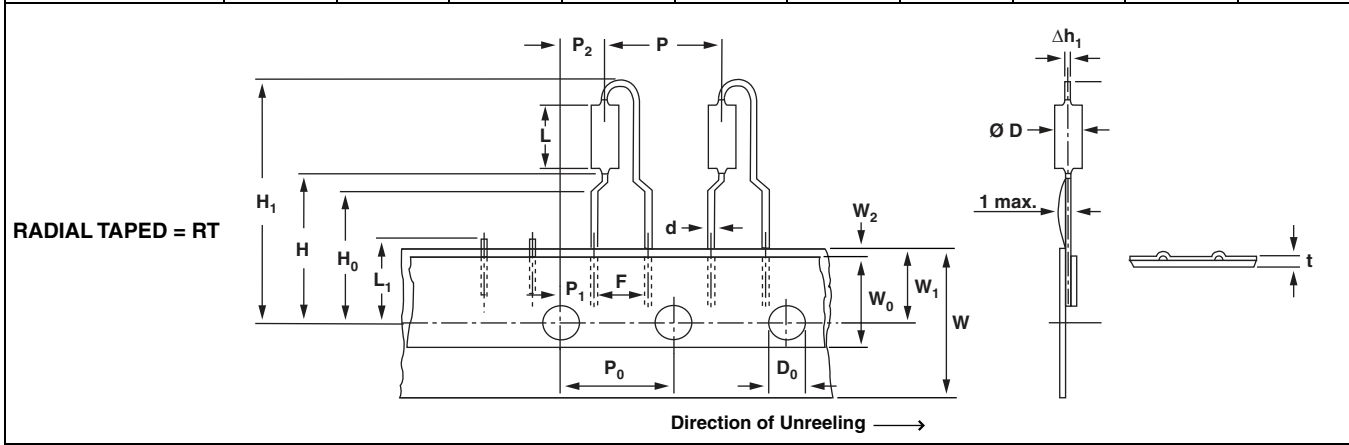 P₂
P
Δh₁
L
Ø D
H₁
H
H₀
1 max.
RADIAL TAPED = RT
d
W₂
L₁
t
P₁
F
W₀
W₁
W
P₀
D₀
Direction of Unreeling